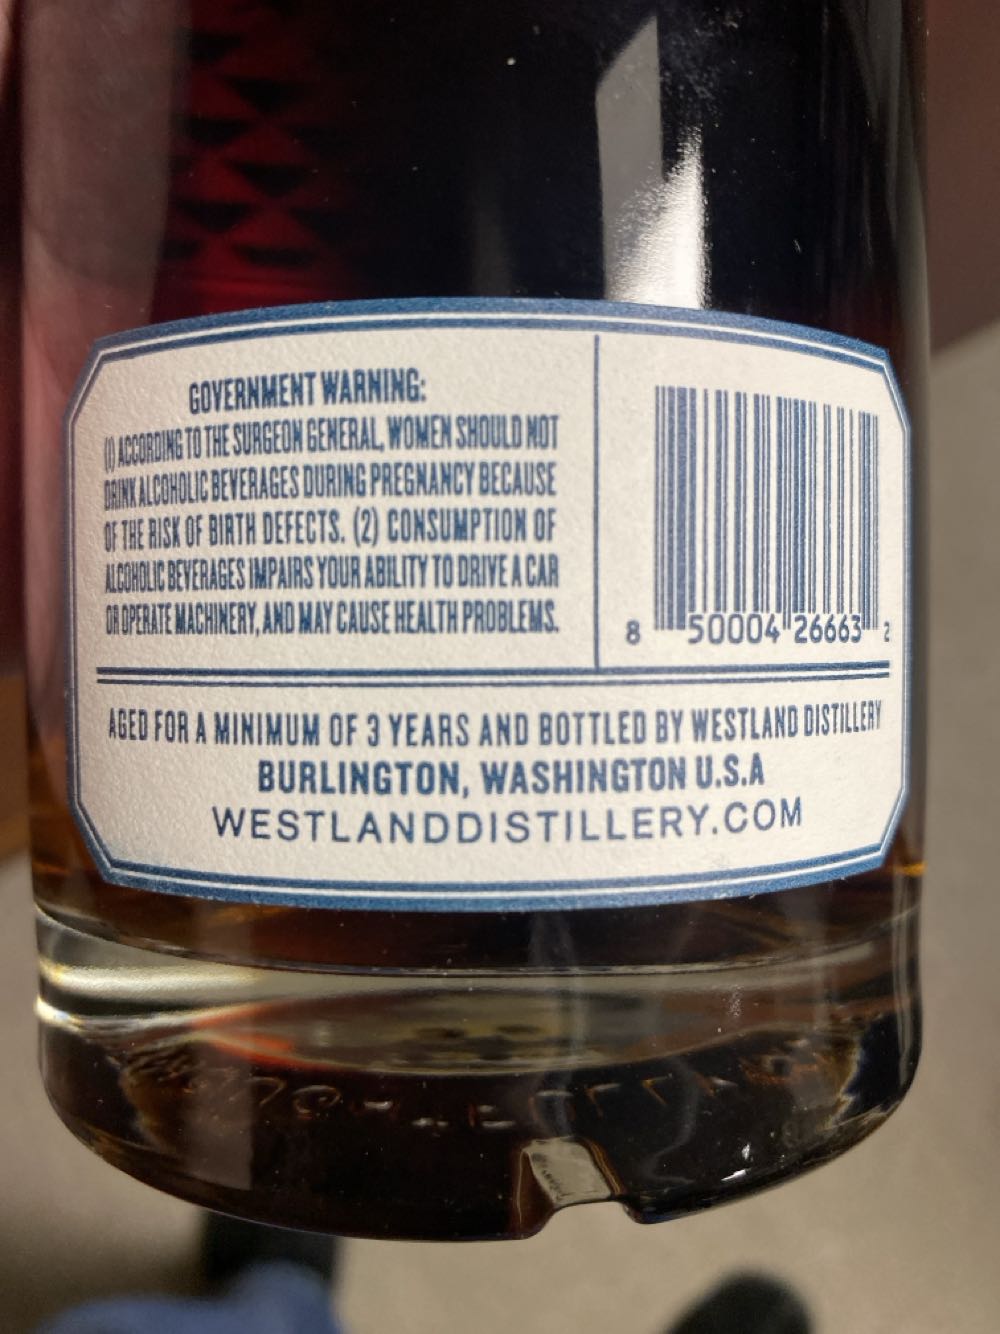 GOVERNMENT WARNING:
(1) ACCORDING TO THE SURGEON GENERAL, WOMEN SHOULD NOT
DRINK ALCOHOLIC BEVERAGES DURING PREGNANCY BECAUSE
OF THE RISK OF BIRTH DEFECTS. (2) CONSUMPTION OF
ALCOHOLIC BEVERAGES IMPAIRS YOUR ABILITY TO DRIVE A CAR
OR OPERATE MACHINERY, AND MAY CAUSE HEALTH PROBLEMS.
8 50004 26663 2
AGED FOR A MINIMUM OF 3 YEARS AND BOTTLED BY WESTLAND DISTILLERY
BURLINGTON, WASHINGTON U.S.A
WESTLANDDISTILLERY.COM